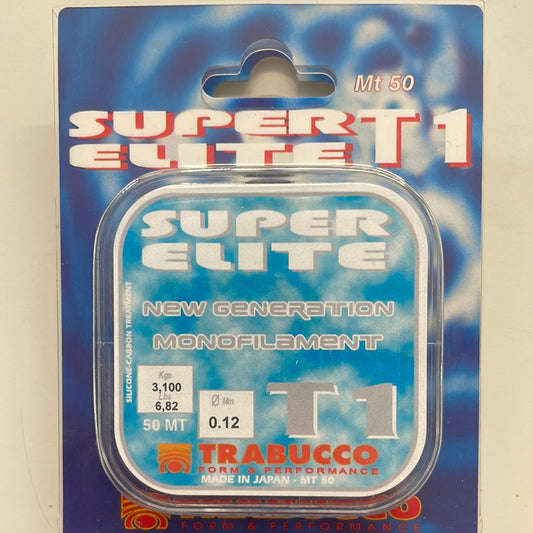 Mt 50
SUPER T1
ELITE
SUPER
ELITE
NEW GENERATION
MONOFILAMENT
SILICONE-CARBON TREATMENT
Kgs
3,100
Lbs
6,82
50 MT
Ø Mm
0.12
T1
TRABUCCO
FORM & PERFORMANCE
MADE IN JAPAN - MT 50
TRABUCCO
FORM & PERFORMANCE